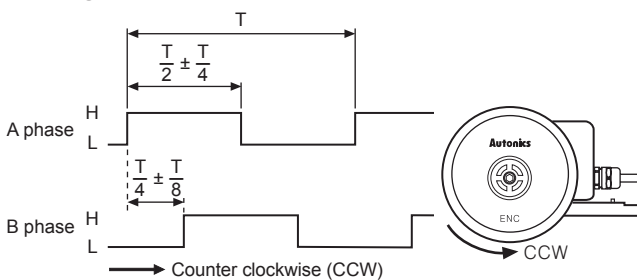 T
T/2 ± T/4
A phase
H
L
T/4 ± T/8
B phase
H
L
Counter clockwise (CCW)
Autonics
ENC
CCW